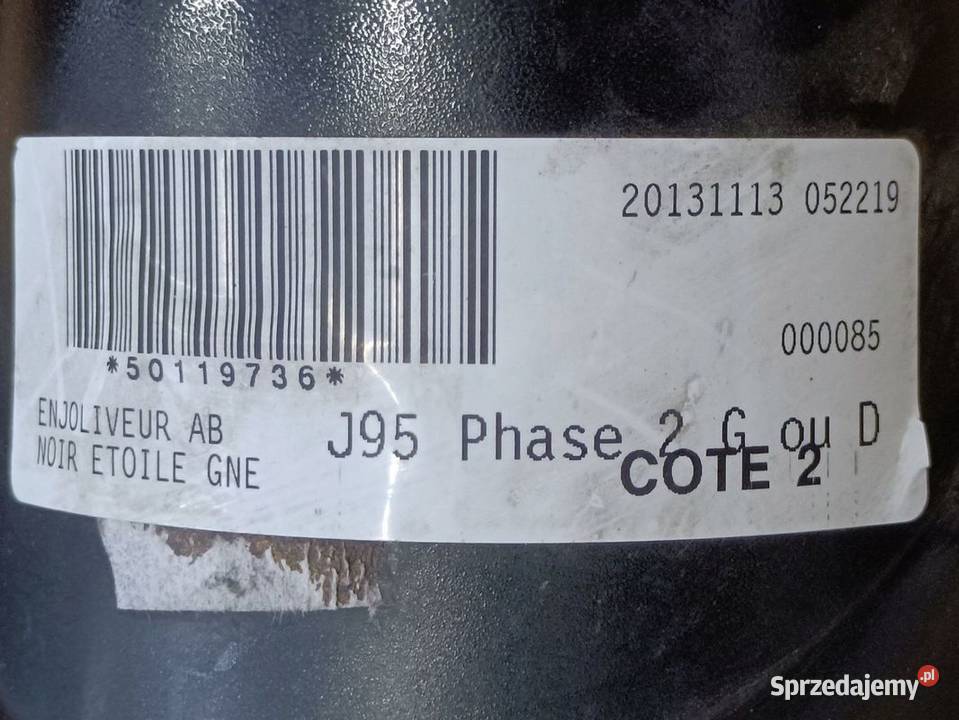 20131113 052219
000085
*50119736*
ENJOLIVEUR AB
NOIR ETOILE GNE
J95 Phase 2 G ou D
COTE 2
Sprzedajemy.pl